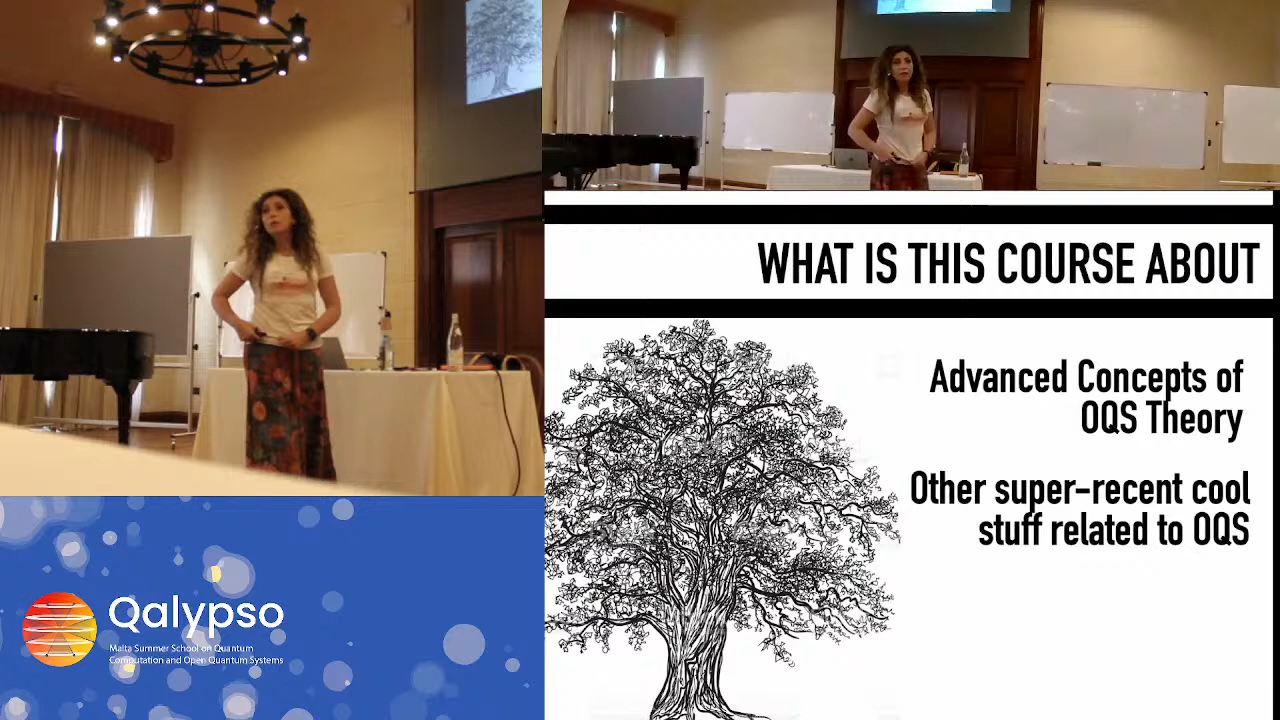 WHAT IS THIS COURSE ABOUT
Advanced Concepts of
OQS Theory
Other super-recent cool
stuff related to OQS
Qalypso
Malta Summer School on Quantum
Computation and Open Quantum Systems